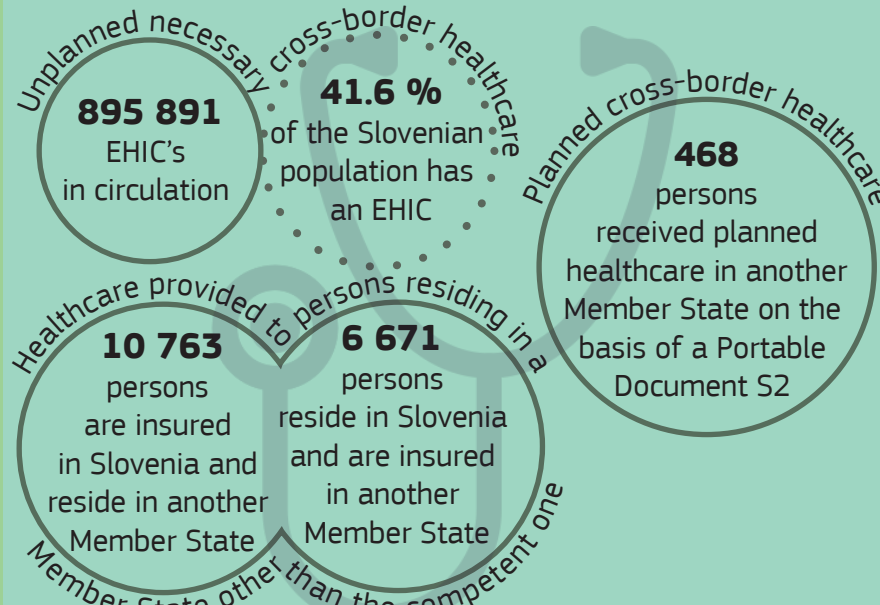 Unplanned necessary cross-border healthcare
895 891
EHIC's
in circulation
41.6 %
of the Slovenian
population has
an EHIC
Planned cross-border healthcare
468
persons
received planned
healthcare in another
Member State on the
basis of a Portable
Document S2
Healthcare provided to persons residing in a
10 763
persons
are insured
in Slovenia and
reside in another
Member State
6 671
persons
reside in Slovenia
and are insured
in another
Member State
Member State other than the competent one